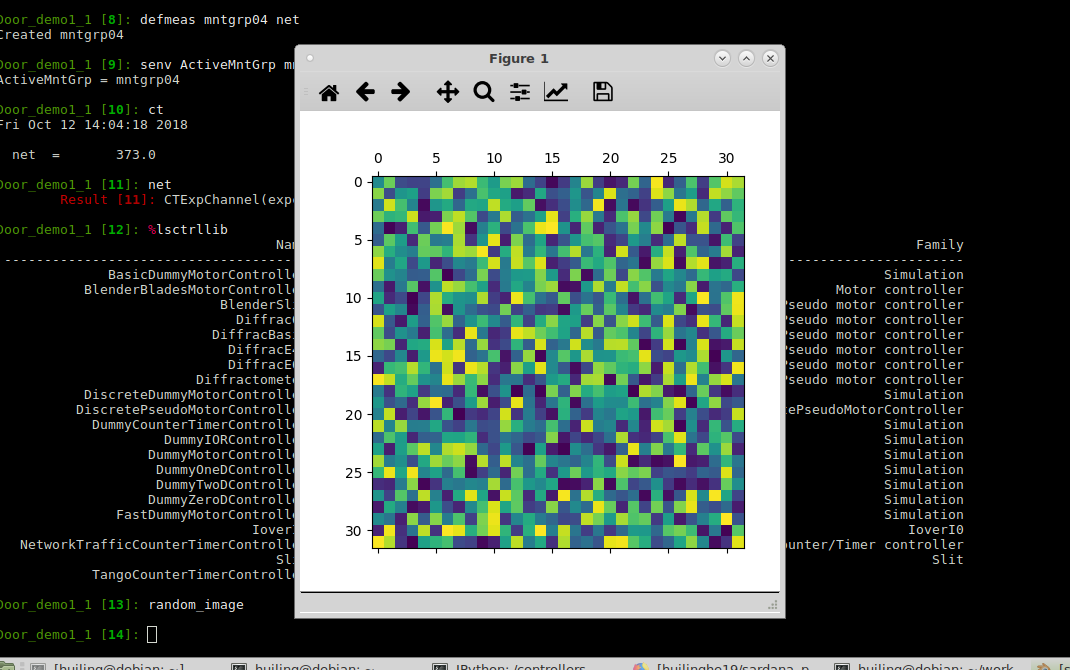 Door_demo1_1 [8]: defmeas mntgrp04 net
Created mntgrp04
Door_demo1_1 [9]: senv ActiveMntGrp
ActiveMntGrp = mntgrp04
Door_demo1_1 [10]: ct
Fri Oct 12 14:04:18 2018
net = 373.0
Door_demo1_1 [11]: net
Result [11]: CTExpChannel(exp
Door_demo1_1 [12]: %lsctrllib
Na Family
BasicDummyMotorControlle Simulation
BlenderBladesMotorControlle Motor controller
BlenderSl Pseudo motor controller
Diffrac Pseudo motor controller
DiffracBas Pseudo motor controller
DiffracE Pseudo motor controller
DiffracE Pseudo motor controller
Diffractomet Pseudo motor controller
DiscreteDummyMotorControlle Simulation
DiscretePseudoMotorControlle tePseudoMotorController
DummyCounterTimerControlle Simulation
DummyIORControlle Simulation
DummyMotorControlle Simulation
DummyOneDControlle Simulation
DummyTwoDControlle Simulation
DummyZeroDControlle Simulation
FastDummyMotorControlle Simulation
Iover IoverI0
NetworkTrafficCounterTimerControlle ounter/Timer controller
Sl Slit
TangoCounterTimerControlle
Door_demo1_1 [13]: random_image
Door_demo1_1 [14]:
Figure 1
0 5 10 15 20 25 30
0
5
10
15
20
25
30
[huiling@debian: ~] huiling@debian: ~ IPython: /controllers [huilinghe19/sardana_n huiling@debian: ~/work [s